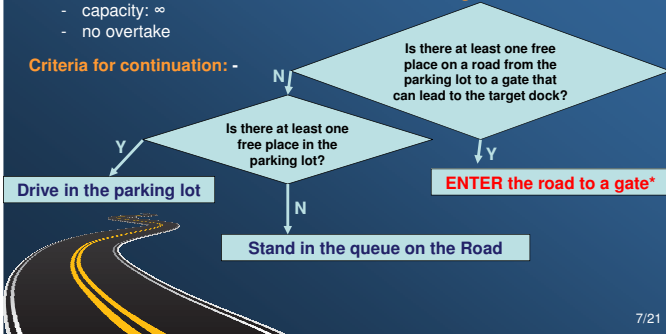 - capacity: ∞
- no overtake
Criteria for continuation: -
Is there at least one free
place on a road from the
parking lot to a gate that
can lead to the target dock?
N
Is there at least one
free place in the
parking lot?
Y
Y
Drive in the parking lot
ENTER the road to a gate*
N
Stand in the queue on the Road
7/21